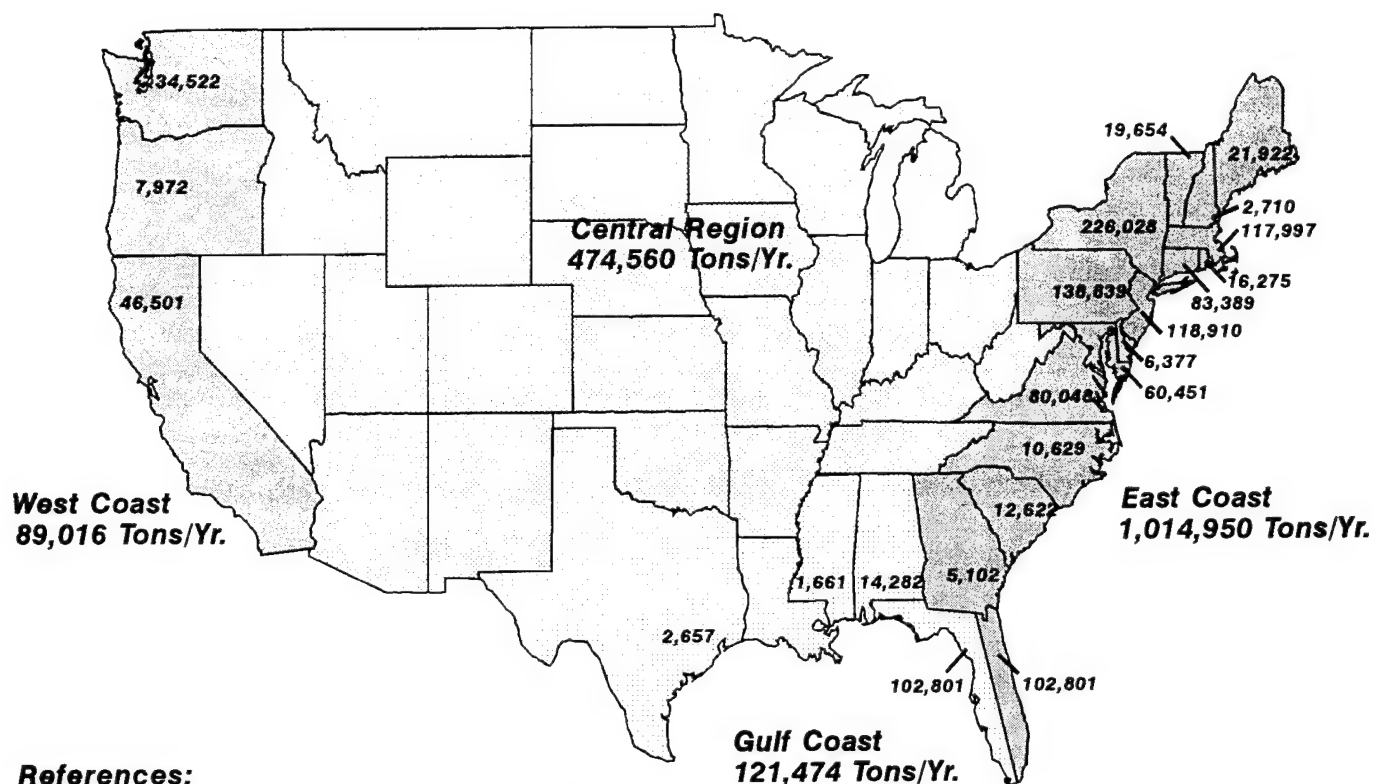 34,522
19,654
21,922
7,972
2,710
226,028
117,997
Central Region
474,560 Tons/Yr.
16,275
138,839
83,389
46,501
118,910
6,377
60,451
80,048
10,629
West Coast
89,016 Tons/Yr.
East Coast
1,014,950 Tons/Yr.
12,622
5,102
1,661
14,282
2,657
102,801
102,801
Gulf Coast
121,474 Tons/Yr.
References: